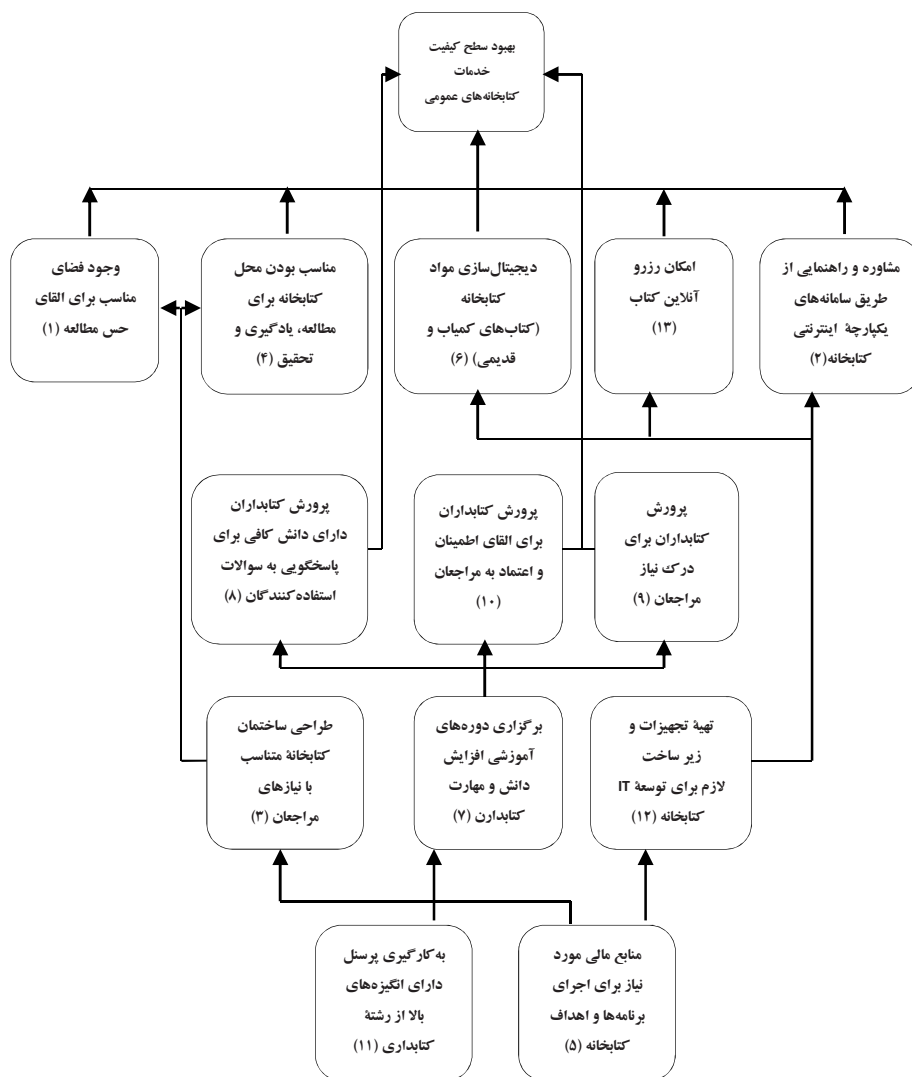 بهبود سطح کیفیت
خدمات
کتابخانه‌های عمومی
مشاوره و راهنمایی از
طریق سامانه‌های
یکپارچهٔ اینترنتی
کتابخانه(۲)
امکان رزرو
آنلاین کتاب
(۱۳)
دیجیتال‌سازی مواد
کتابخانه
(کتاب‌های کمیاب و
قدیمی) (۶)
مناسب بودن محل
کتابخانه برای
مطالعه، یادگیری و
تحقیق (۴)
وجود فضای
مناسب برای القای
حس مطالعه (۱)
پرورش
کتابداران برای
درک نیاز
مراجعان (۹)
پرورش کتابداران
برای القای اطمینان
و اعتماد به مراجعان
(۱۰)
پرورش کتابداران
دارای دانش کافی برای
پاسخگویی به سوالات
استفاده‌کنندگان (۸)
تهیهٔ تجهیزات و
زیر ساخت
لازم برای توسعهٔ IT
کتابخانه (۱۲)
برگزاری دوره‌های
آموزشی افزایش
دانش و مهارت
کتابدارن (۷)
طراحی ساختمان
کتابخانهٔ متناسب
با نیازهای
مراجعان (۳)
منابع مالی مورد
نیاز برای اجرای
برنامه‌ها و اهداف
کتابخانه (۵)
به‌کارگیری پرسنل
دارای انگیزه‌های
بالا از رشتهٔ
کتابداری (۱۱)